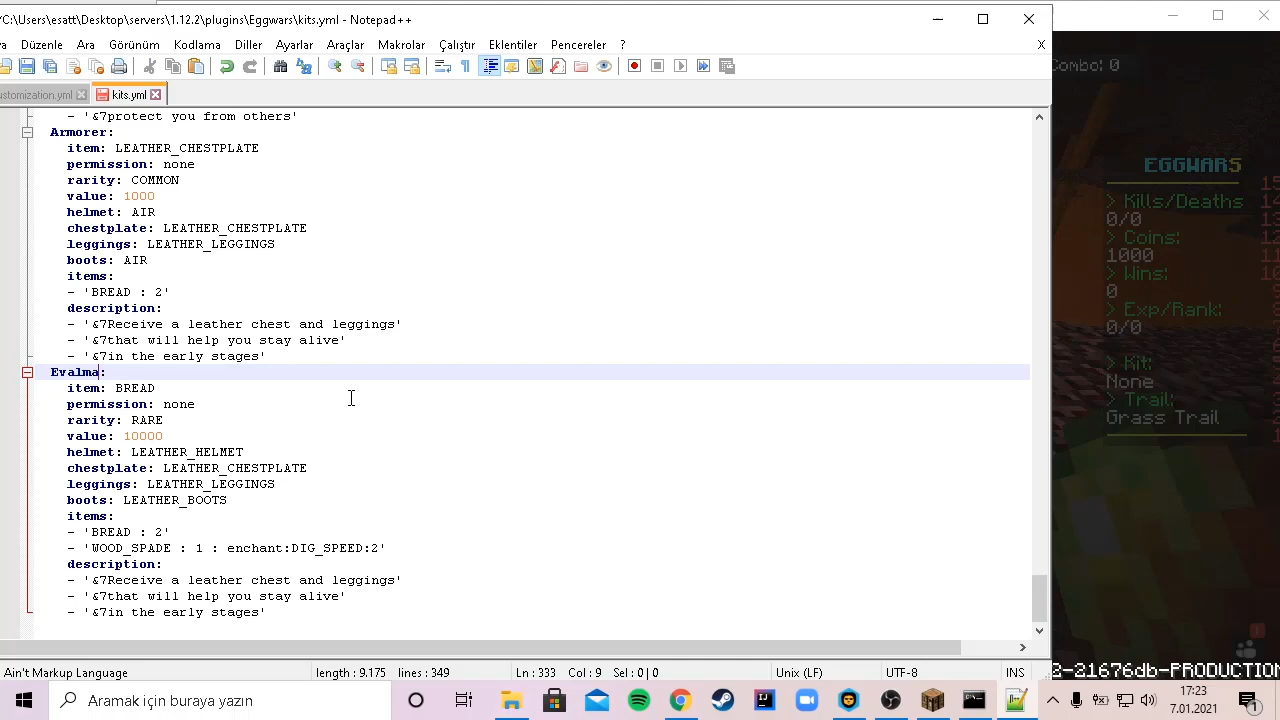 C:\Users\esatt\Desktop\servers\1.12.2\plugins\Eggwars\kits.yml - Notepad++
Düzenle Ara Görünüm Kodlama Diller Ayarlar Araçlar Makrolar Çalıştır Eklentiler Pencereler ? X
ustomization.yml kits.yml
- '&7protect you from others'
Armorer:
item: LEATHER_CHESTPLATE
permission: none
rarity: COMMON
value: 1000
helmet: AIR
chestplate: LEATHER_CHESTPLATE
leggings: LEATHER_LEGGINGS
boots: AIR
items:
- 'BREAD : 2'
description:
- '&7Receive a leather chest and leggings'
- '&7that will help you stay alive'
- '&7in the early stages'
Evalma:
item: BREAD
permission: none
rarity: RARE
value: 10000
helmet: LEATHER_HELMET
chestplate: LEATHER_CHESTPLATE
leggings: LEATHER_LEGGINGS
boots: LEATHER_BOOTS
items:
- 'BREAD : 2'
- 'WOOD_SPADE : 1 : enchant:DIG_SPEED:2'
description:
- '&7Receive a leather chest and leggings'
- '&7that will help you stay alive'
- '&7in the early stages'
Ain't Markup Language length : 9.175 lines : 349 Ln : 333 Col : 9 Sel : 0 | 0 Unix (LF) UTF-8 INS
Combo: 0
EGGWARS
> Kills/Deaths
0/0
> Coins:
1000
> Wins:
0
> Exp/Rank:
0/0
> Kit:
None
> Trail:
Grass Trail
2-21676db-PRODUCTION
Aramak için buraya yazın
17:23
7.01.2021